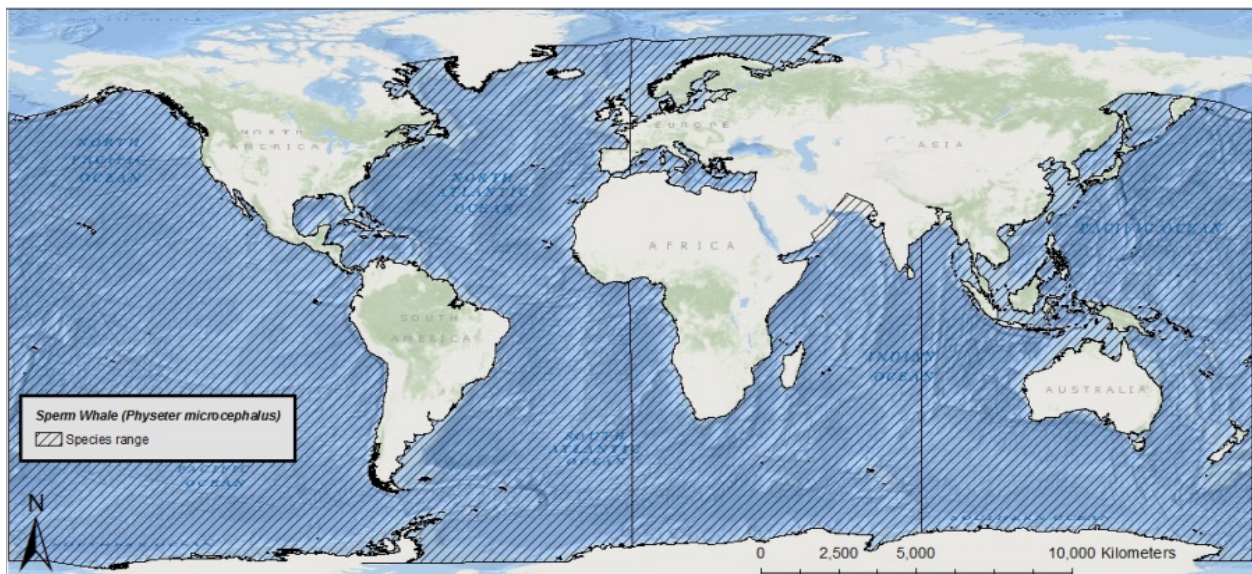 NORTH
PACIFIC
OCEAN
NORTH
AMERICA
NORTH
ATLANTIC
OCEAN
EUROPE
ASIA
PACIFIC OCEAN
AFRICA
SOUTH
AMERICA
INDIAN
OCEAN
AUSTRALIA
Sperm Whale (Physeter microcephalus)
Species range
SOUTH
ATLANTIC
OCEAN
PACIFIC
OCEAN
N
0 2,500 5,000 10,000 Kilometers